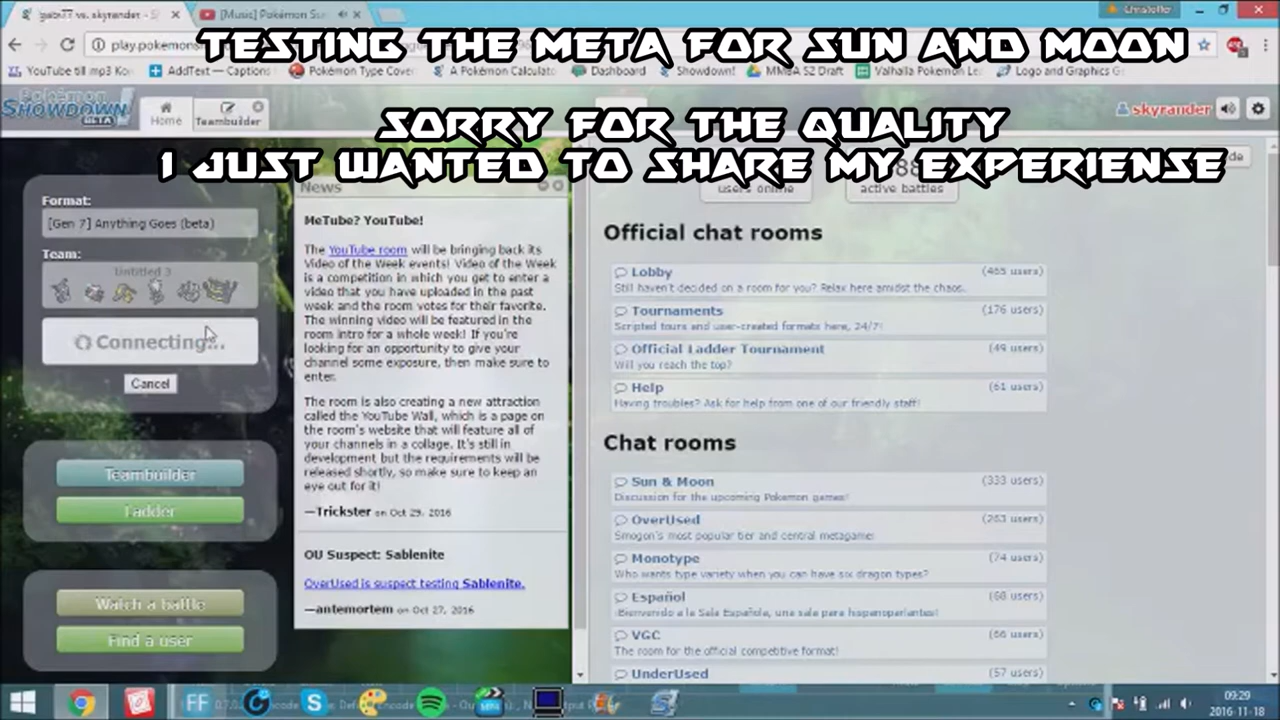 gabi77 vs. skyrander - S
[Music] Pokémon Sun
Christoffer
play.pokemons
TESTING THE META FOR SUN AND MOON
YouTube till mp3 Kon
AddText — Captions
Pokémon Type Cover
A Pokémon Calculato
Dashboard
Showdown!
MMBA S2 Draft
Valhalla Pokemon Le
Logo and Graphics G
Pokémon
SHOWDOWN!
BETA
Home
Teambuilder
skyrander
SORRY FOR THE QUALITY
I JUST WANTED TO SHARE MY EXPERIENSE
Format:
[Gen 7] Anything Goes (beta)
Team:
Untitled 3
Connecting...
Cancel
Teambuilder
Ladder
Watch a battle
Find a user
News
MeTube? YouTube!
The YouTube room will be bringing back its
Video of the Week events! Video of the Week
is a competition in which you get to enter a
video that you have uploaded in the past
week and the room votes for their favorite.
The winning video will be featured in the
room intro for a whole week! If you're
looking for an opportunity to give your
channel some exposure, then make sure to
enter.
The room is also creating a new attraction
called the YouTube Wall, which is a page on
the room's website that will feature all of
your channels in a collage. It's still in
development but the requirements will be
released shortly, so make sure to keep an
eye out for it!
—Trickster on Oct 29, 2016
OU Suspect: Sablenite
OverUsed is suspect testing Sablenite.
—antemortem on Oct 27, 2016
users online
active battles
Official chat rooms
Lobby (465 users)
Still haven't decided on a room for you? Relax here amidst the chaos.
Tournaments (176 users)
Scripted tours and user-created formats here, 24/7!
Official Ladder Tournament (49 users)
Will you reach the top?
Help (61 users)
Having troubles? Ask for help from one of our friendly staff!
Chat rooms
Sun & Moon (333 users)
Discussion for the upcoming Pokemon games!
OverUsed (263 users)
Smogon's most popular tier and central metagame!
Monotype (74 users)
Who wants type variety when you can have six dragon types?
Español (68 users)
¡Bienvenido a la Sala Española, una sala para hispanoparlantes!
VGC (66 users)
The room for the official competitive format!
UnderUsed (57 users)
09:29
2016-11-18